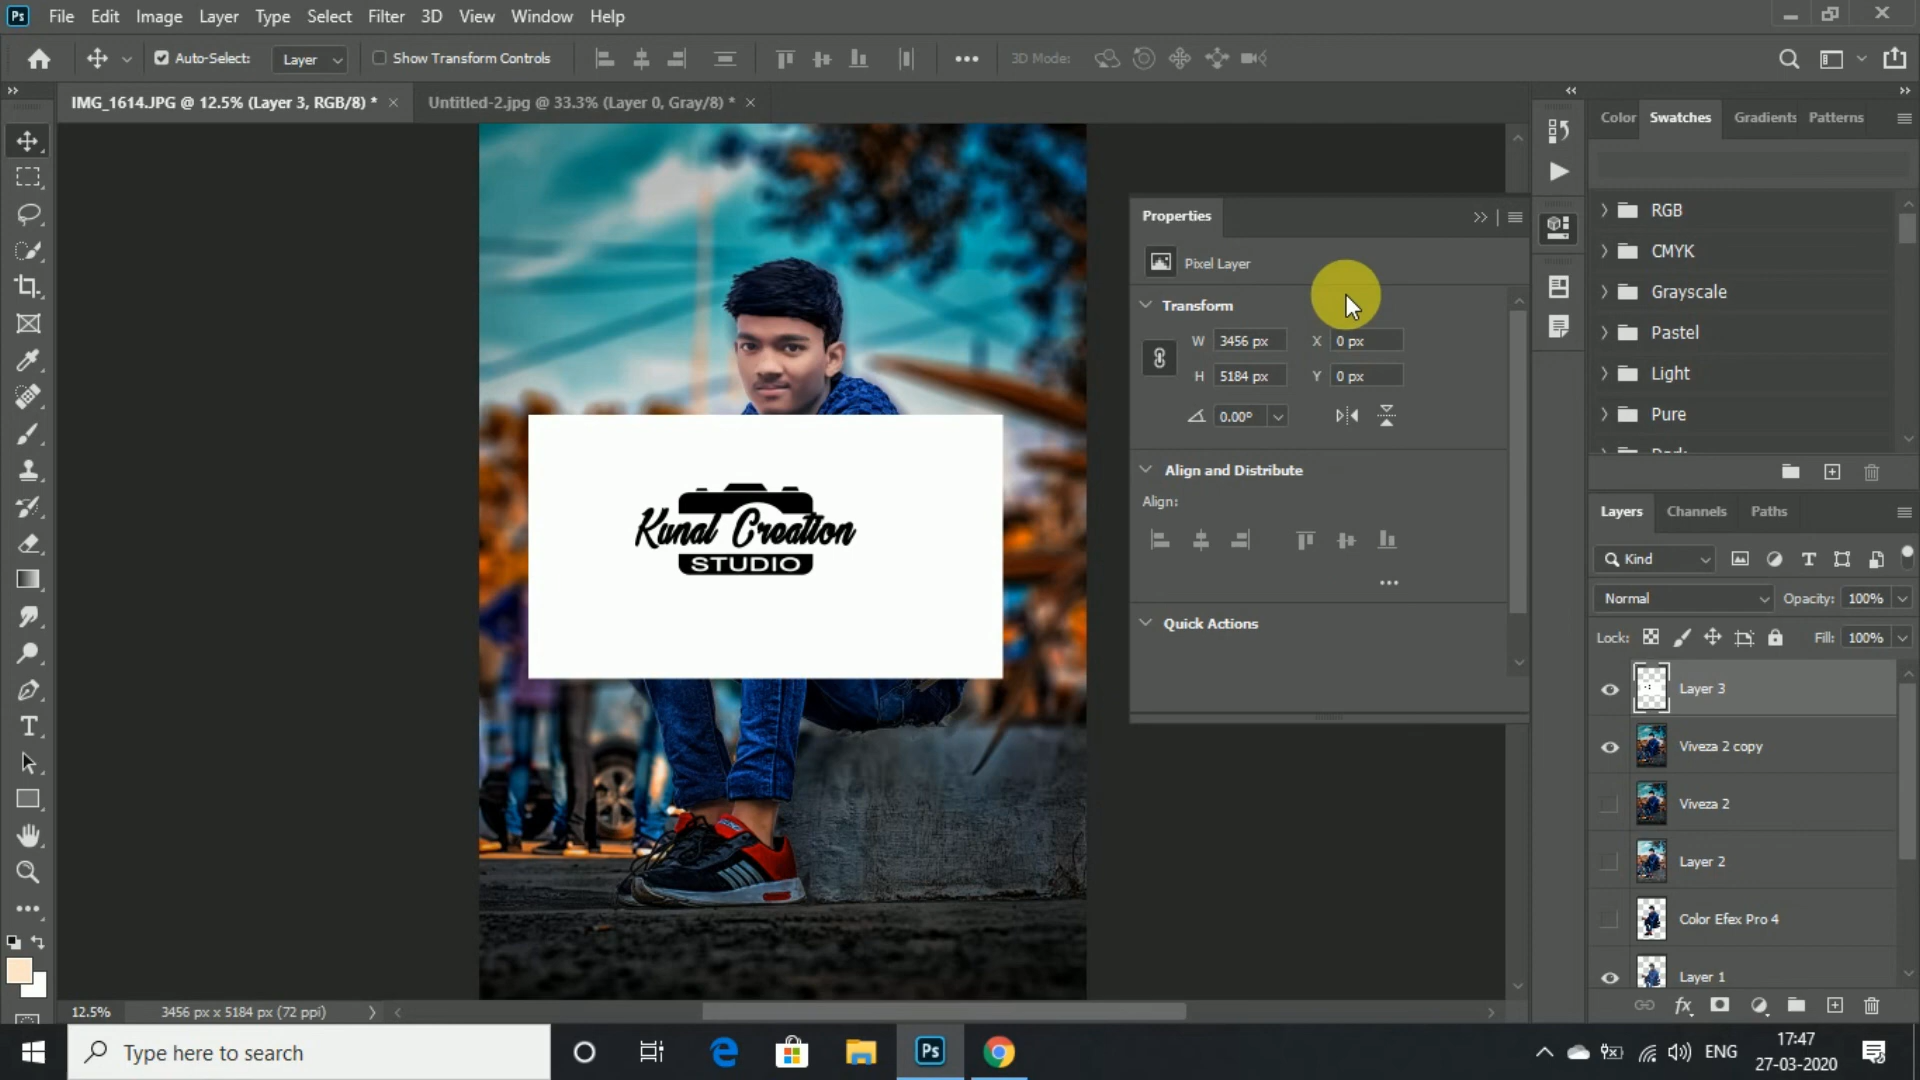 Ps File Edit Image Layer Type Select Filter 3D View Window Help
Auto-Select: Layer Show Transform Controls 3D Mode:
IMG_1614.JPG @ 12.5% (Layer 3, RGB/8) * × Untitled-2.jpg @ 33.3% (Layer 0, Gray/8) * ×
Color Swatches Gradients Patterns
RGB
CMYK
Grayscale
Pastel
Light
Pure
Properties
Pixel Layer
Transform
W 3456 px X 0 px
H 5184 px Y 0 px
0.00°
Align and Distribute
Align:
Quick Actions
Kunal Creation
STUDIO
Layers Channels Paths
Kind
Normal Opacity: 100%
Lock: Fill: 100%
Layer 3
Viveza 2 copy
Viveza 2
Layer 2
Color Efex Pro 4
Layer 1
12.5% 3456 px x 5184 px (72 ppi)
Type here to search
Ps
ENG
17:47
27-03-2020